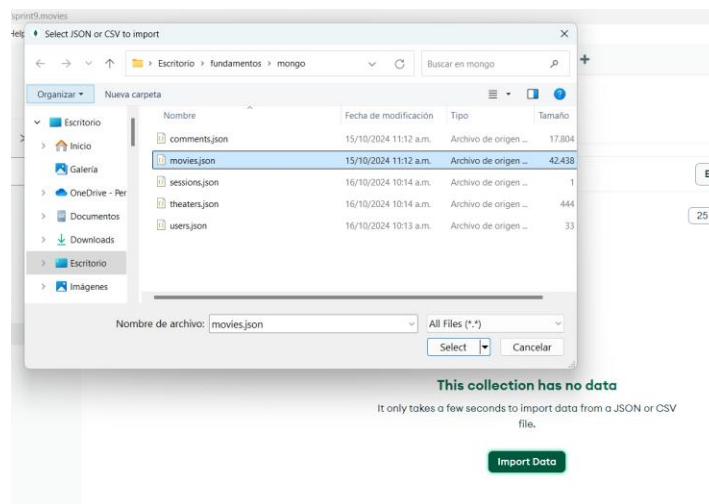 sprint9.movies
Help
Select JSON or CSV to import
Escritorio > fundamentos > mongo
Buscar en mongo
Organizar
Nueva carpeta
Nombre Fecha de modificación Tipo Tamaño
Escritorio
Inicio
Galería
OneDrive - Per
Documentos
Downloads
Escritorio
Imágenes
comments.json 15/10/2024 11:12 a.m. Archivo de origen ... 17.804
movies.json 15/10/2024 11:12 a.m. Archivo de origen ... 42.438
sessions.json 16/10/2024 10:14 a.m. Archivo de origen ... 1
theaters.json 16/10/2024 10:14 a.m. Archivo de origen ... 444
users.json 16/10/2024 10:13 a.m. Archivo de origen ... 33
25
Nombre de archivo: movies.json
All Files (*.*)
Select
Cancelar
This collection has no data
It only takes a few seconds to import data from a JSON or CSV
file.
Import Data